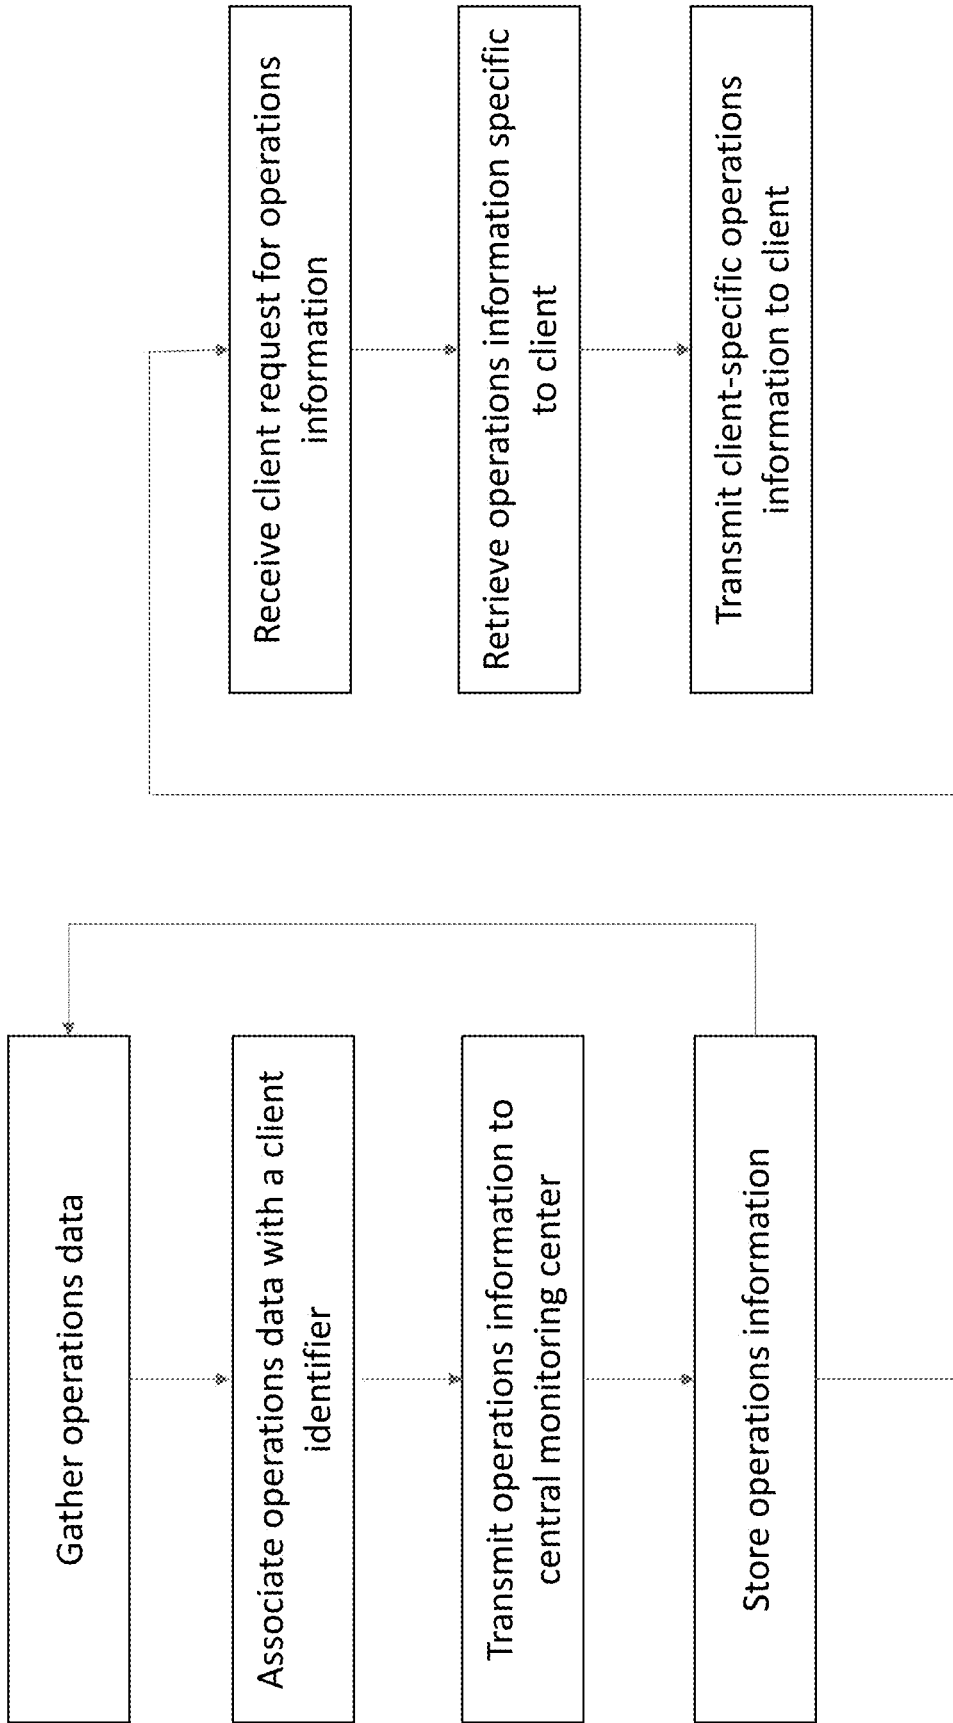 Gather operations data
Associate operations data with a client
identifier
Transmit operations information to
central monitoring center
Store operations information
Receive client request for operations
information
Retrieve operations information specific
to client
Transmit client-specific operations
information to client